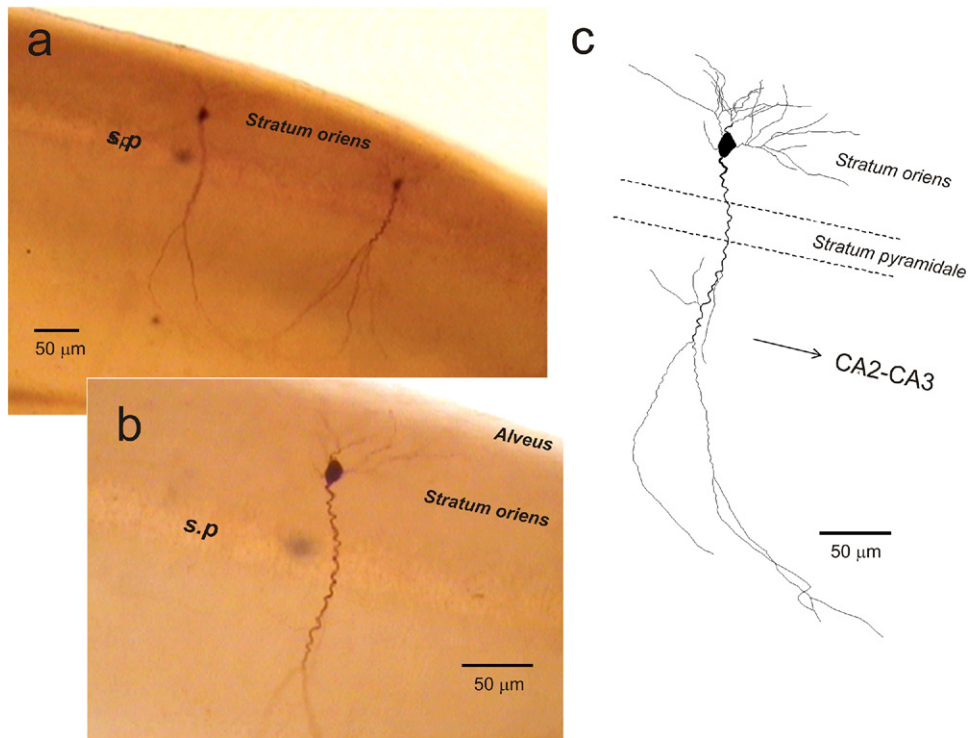 a
Stratum oriens
50 μm
b
Alveus
Stratum oriens
s.p
50 μm
c
Stratum oriens
Stratum pyramidale
CA2-CA3
50 μm